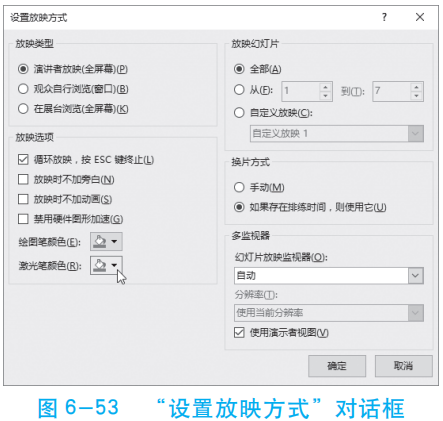 设置放映方式 ? ×
放映类型
演讲者放映(全屏幕)(P)
观众自行浏览(窗口)(B)
在展台浏览(全屏幕)(K)
放映选项
循环放映，按 ESC 键终止(L)
放映时不加旁白(N)
放映时不加动画(S)
禁用硬件图形加速(G)
绘图笔颜色(E):
激光笔颜色(R):
放映幻灯片
全部(A)
从(F): 1 到(T): 7
自定义放映(C):
自定义放映 1
换片方式
手动(M)
如果存在排练时间，则使用它(U)
多监视器
幻灯片放映监视器(O):
自动
分辨率(T):
使用当前分辨率
使用演示者视图(V)
确定 取消
图 6—53 “设置放映方式”对话框